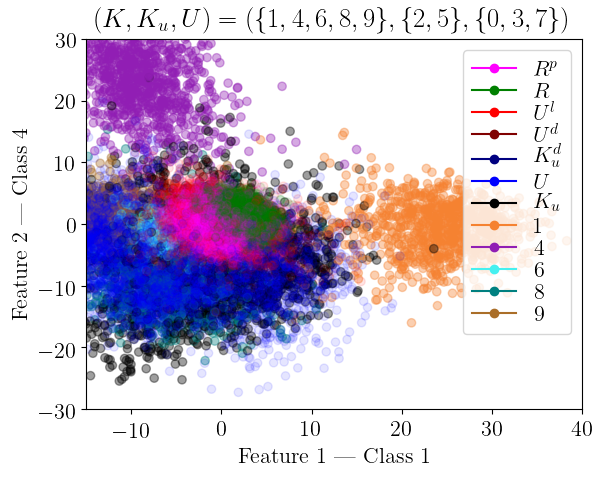 (K, K_u, U) = ({1, 4, 6, 8, 9}, {2, 5}, {0, 3, 7})
30
20
10
0
−10
−20
−30
Feature 2 — Class 4
R^p
R
U^l
U^d
K_u^d
U
K_u
1
4
6
8
9
−10 0 10 20 30 40
Feature 1 — Class 1